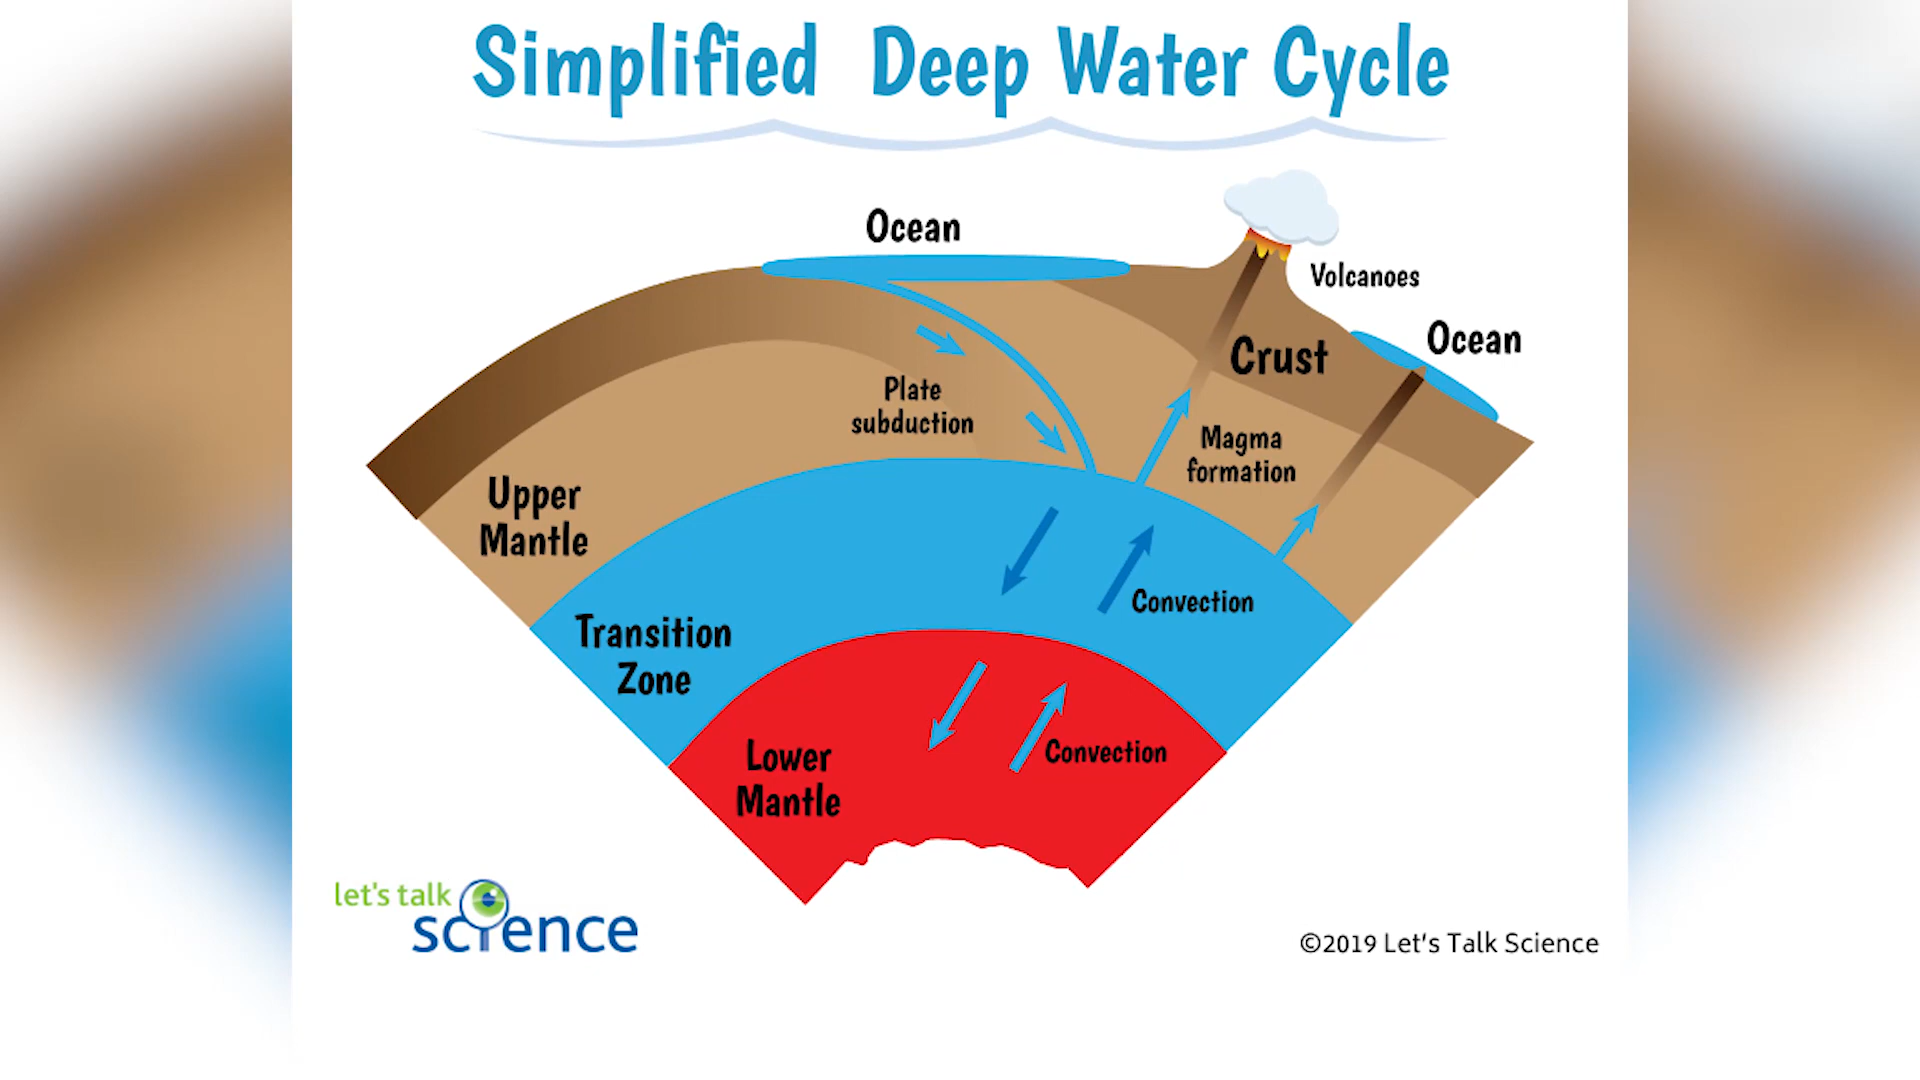 Simplified Deep Water Cycle
Ocean
Volcanoes
Ocean
Crust
Plate
subduction
Magma
formation
Upper
Mantle
Convection
Transition
Zone
Convection
Lower
Mantle
let's talk
science
©2019 Let's Talk Science